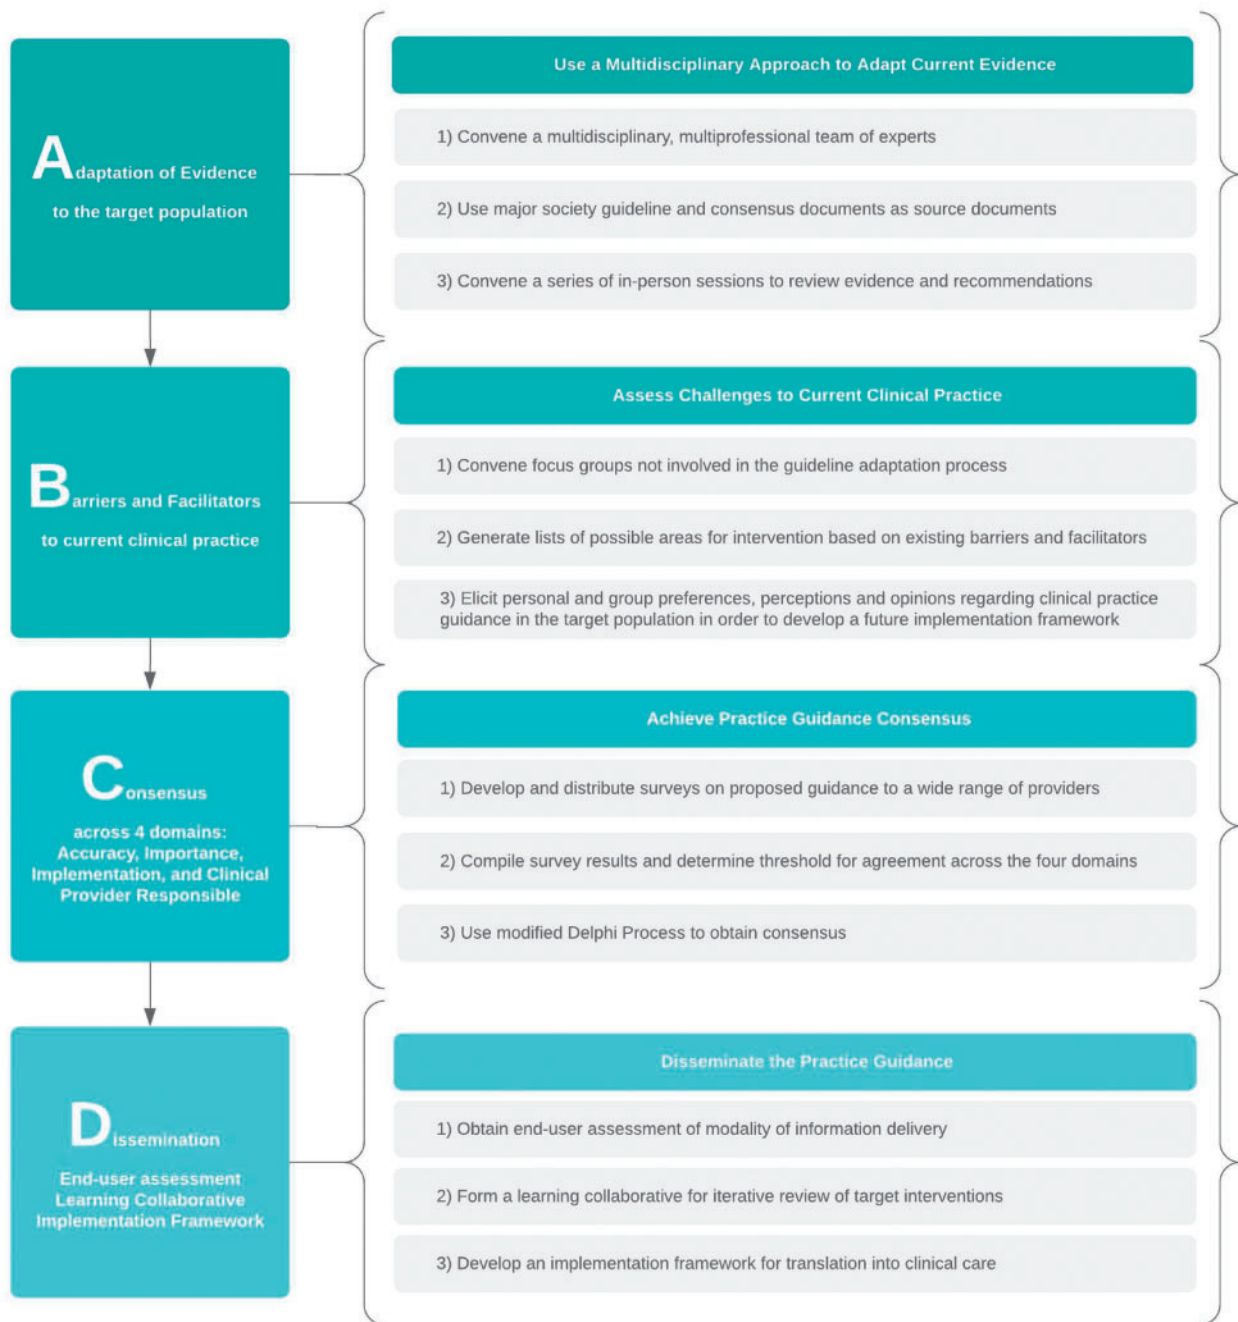 Adaptation of Evidence
to the target population
Use a Multidisciplinary Approach to Adapt Current Evidence
1) Convene a multidisciplinary, multiprofessional team of experts
2) Use major society guideline and consensus documents as source documents
3) Convene a series of in-person sessions to review evidence and recommendations
Barriers and Facilitators
to current clinical practice
Assess Challenges to Current Clinical Practice
1) Convene focus groups not involved in the guideline adaptation process
2) Generate lists of possible areas for intervention based on existing barriers and facilitators
3) Elicit personal and group preferences, perceptions and opinions regarding clinical practice
guidance in the target population in order to develop a future implementation framework
Consensus
across 4 domains:
Accuracy, Importance,
Implementation, and Clinical
Provider Responsible
Achieve Practice Guidance Consensus
1) Develop and distribute surveys on proposed guidance to a wide range of providers
2) Compile survey results and determine threshold for agreement across the four domains
3) Use modified Delphi Process to obtain consensus
Dissemination
End-user assessment
Learning Collaborative
Implementation Framework
Disseminate the Practice Guidance
1) Obtain end-user assessment of modality of information delivery
2) Form a learning collaborative for iterative review of target interventions
3) Develop an implementation framework for translation into clinical care